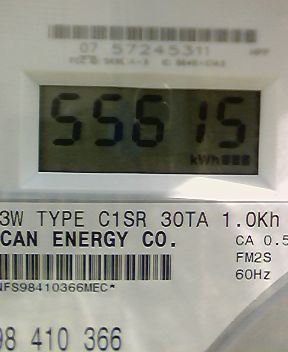 07 57245311
55615
kWh
3W TYPE C1SR 30TA 1.0Kh
CAN ENERGY CO.
CA 0.5
FM2S
60Hz
NFS98410366MEC*
98 410 366